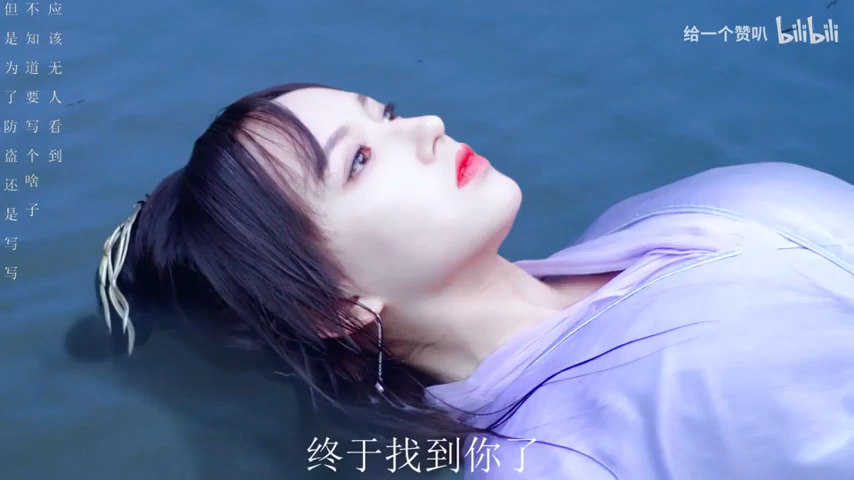 应该无人看到
不知道要写个啥子
但是为了防盗还是写写
给一个赞叭 bilibili
终于找到你了